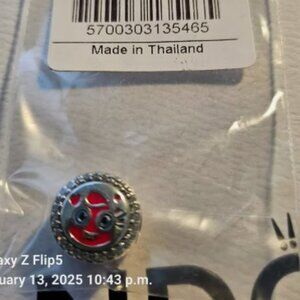 5700303135465
Made in Thailand
axy Z Flip5
uary 13, 2025 10:43 p.m.